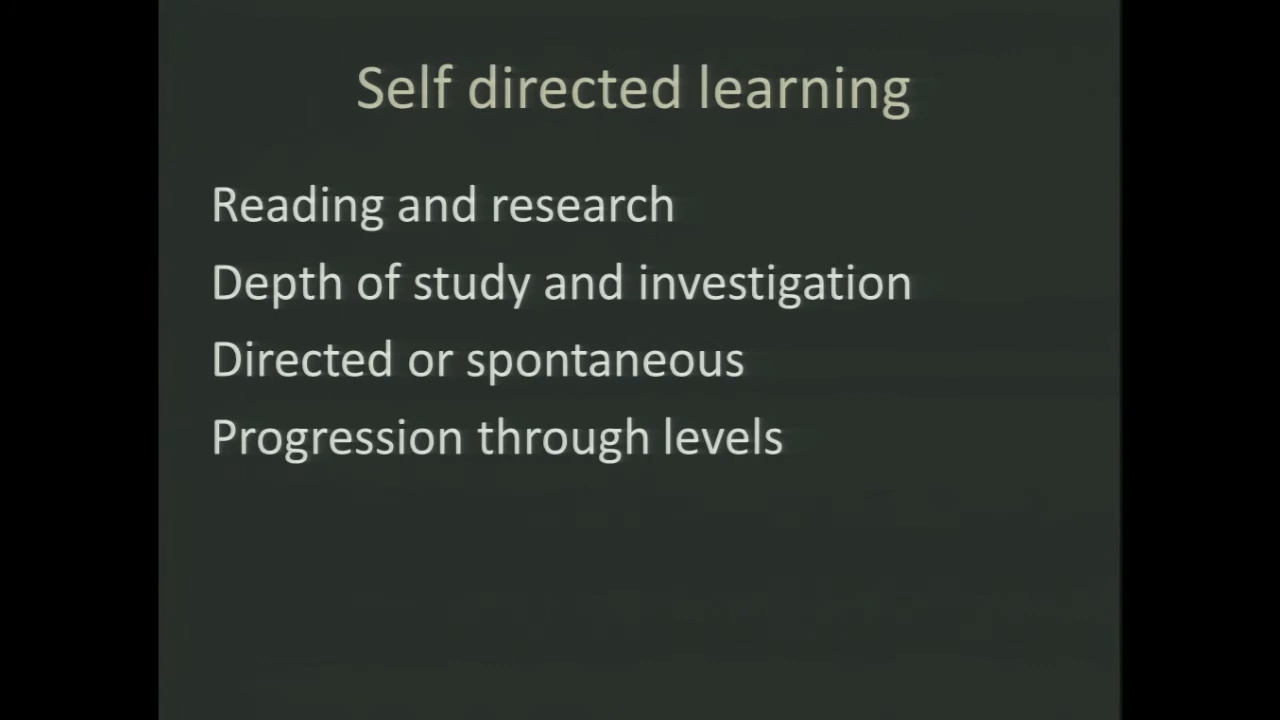 Self directed learning
Reading and research
Depth of study and investigation
Directed or spontaneous
Progression through levels